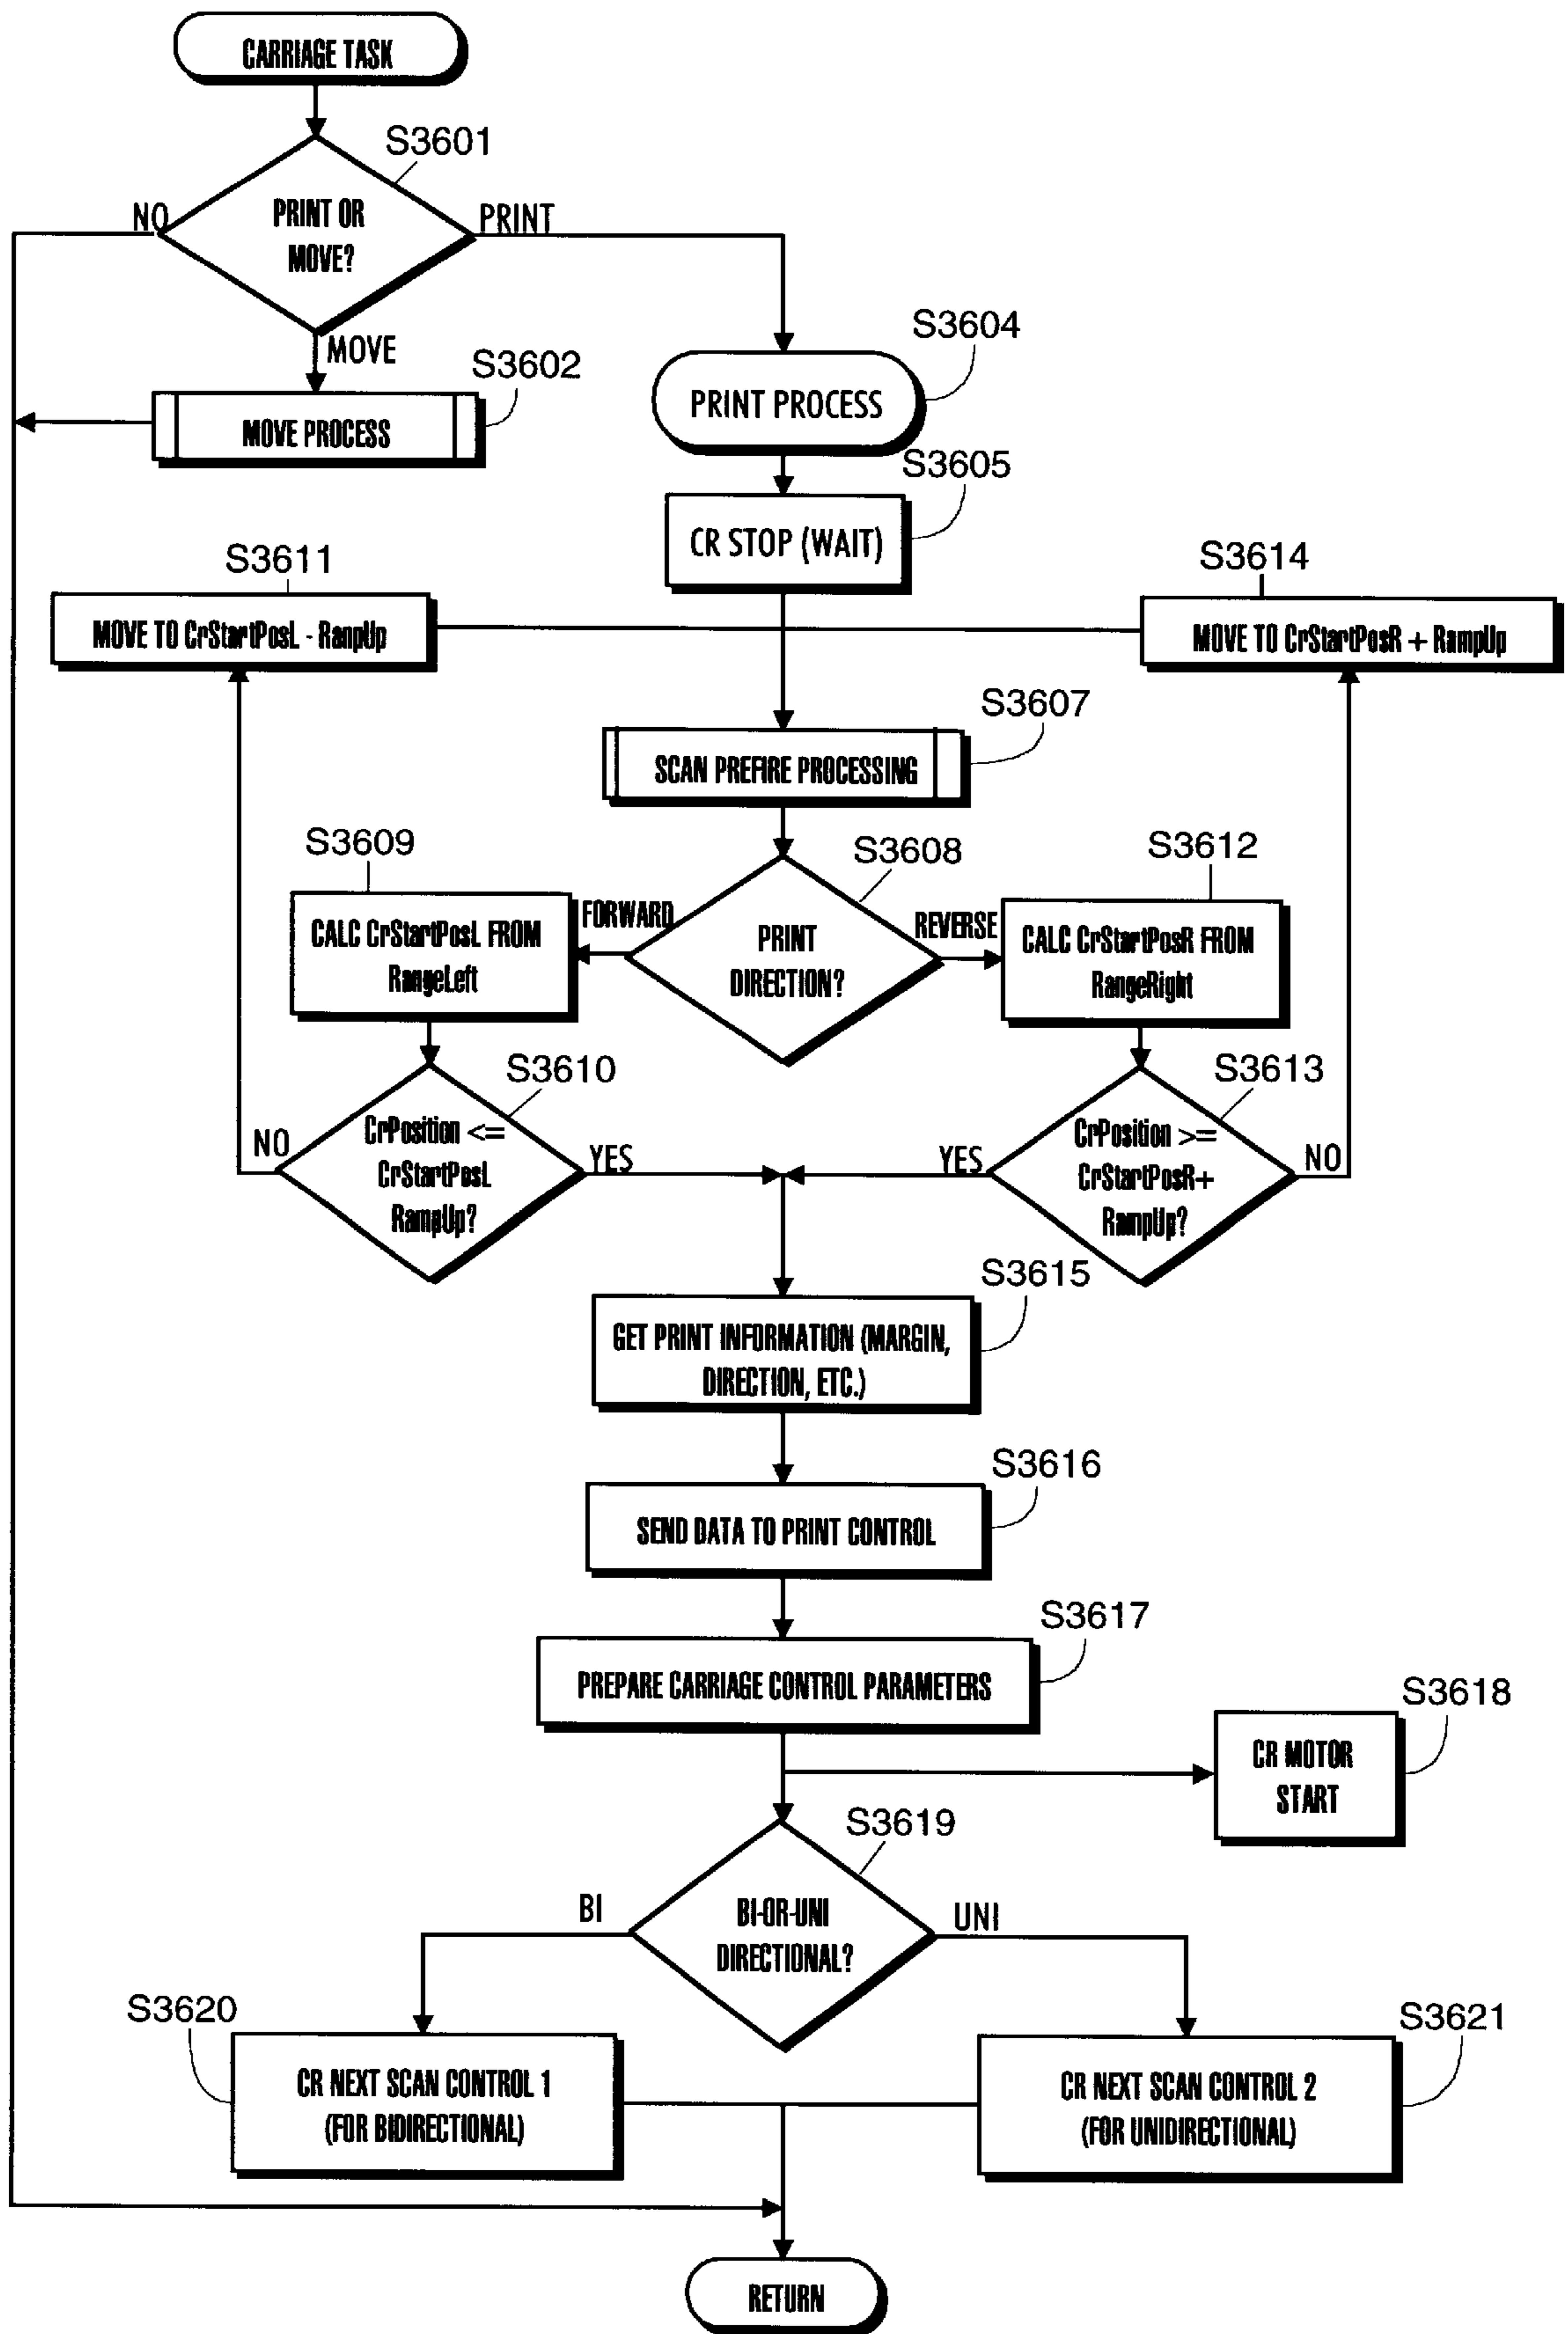 CARRIAGE TASK
S3601
PRINT OR
MOVE?
NO
PRINT
MOVE
S3602
MOVE PROCESS
S3604
PRINT PROCESS
S3605
CR STOP (WAIT)
S3611
MOVE TO CrStartPosL - RanpUp
S3614
MOVE TO CrStartPosR + RampUp
S3607
SCAN PREFIRE PROCESSING
S3608
PRINT
DIRECTION?
FORWARD
REVERSE
S3609
CALC CrStartPosL FROM
RangeLeft
S3612
CALC CrStartPosR FROM
RangeRight
S3610
CrPosition <=
CrStartPosL
RampUp?
NO
YES
S3613
CrPosition >=
CrStartPosR+
RampUp?
YES
NO
S3615
GET PRINT INFORMATION (MARGIN,
DIRECTION, ETC.)
S3616
SEND DATA TO PRINT CONTROL
S3617
PREPARE CARRIAGE CONTROL PARAMETERS
S3618
CR MOTOR
START
S3619
BI-OR-UNI
DIRECTIONAL?
BI
UNI
S3620
CR NEXT SCAN CONTROL 1
(FOR BIDIRECTIONAL)
S3621
CR NEXT SCAN CONTROL 2
(FOR UNIDIRECTIONAL)
RETURN